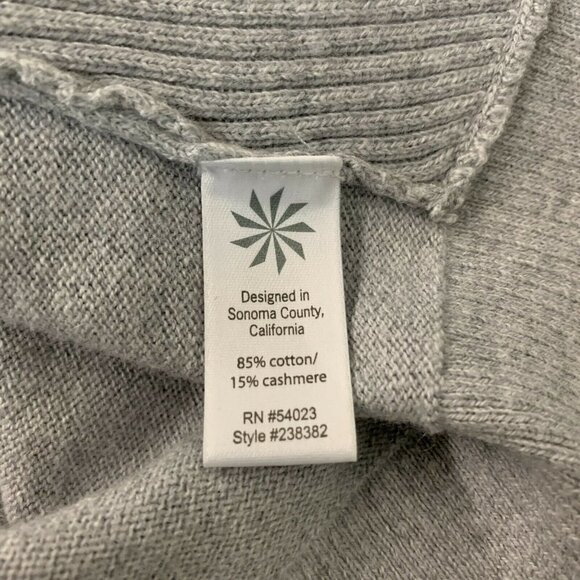 Designed in
Sonoma County,
California
85% cotton/
15% cashmere
RN #54023
Style #238382